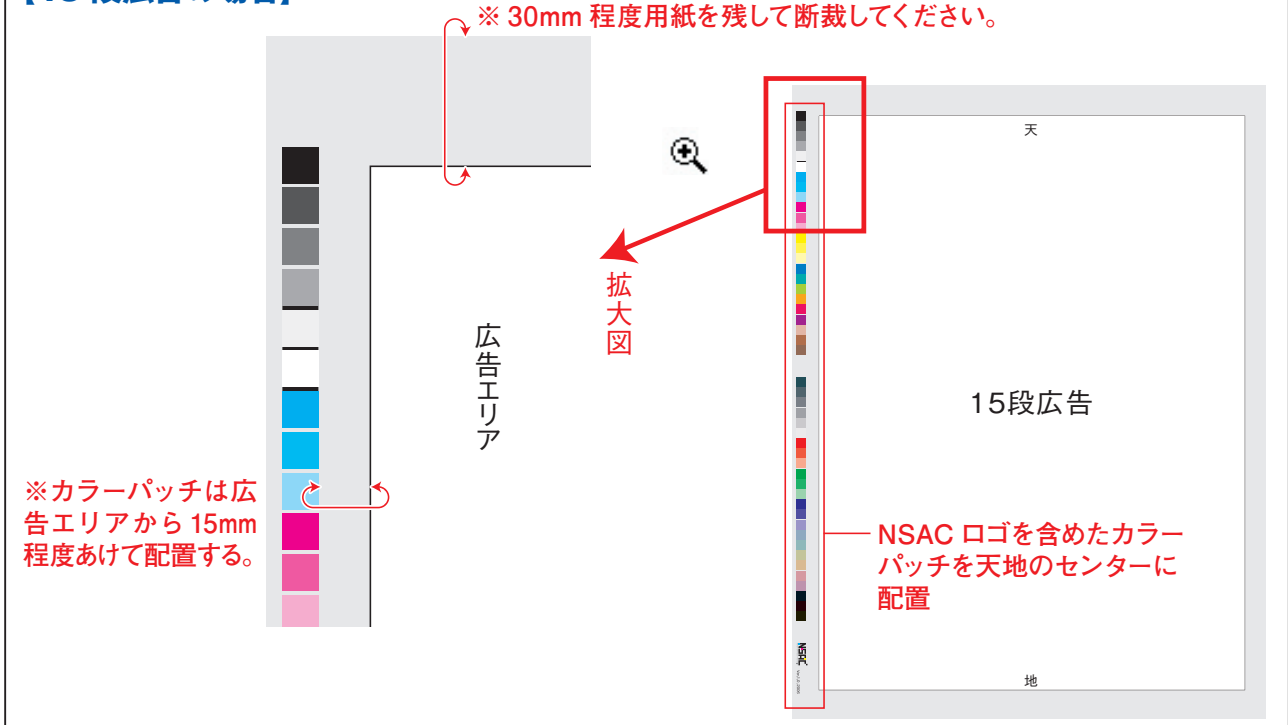 ※ 30mm 程度用紙を残して断裁してください。
天
拡大図
広告エリア
15段広告
※カラーパッチは広
告エリアから 15mm
程度あけて配置する。
NSAC ロゴを含めたカラー
パッチを天地のセンターに
配置
NSAC
地